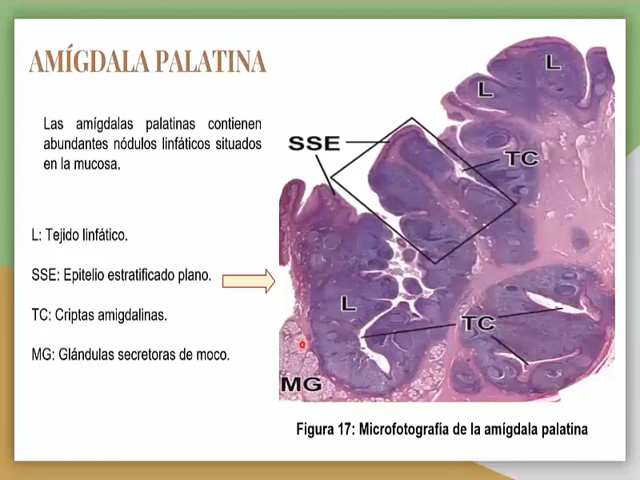 AMÍGDALA PALATINA
Las amígdalas palatinas contienen
abundantes nódulos linfáticos situados
en la mucosa.
L: Tejido linfático.
SSE: Epitelio estratificado plano.
TC: Criptas amigdalinas.
MG: Glándulas secretoras de moco.
L
L
SSE
TC
L
TC
MG
Figura 17: Microfotografía de la amígdala palatina